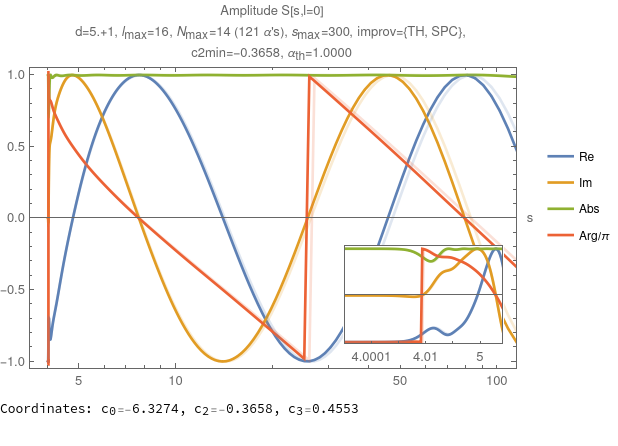 Amplitude S[s,l=0]
d=5.+1, lmax=16, Nmax=14 (121 α's), smax=300, improv={TH, SPC},
c2min=−0.3658, αth=1.0000
1.0
0.5
0.0
−0.5
−1.0
5
10
50
100
s
Re
Im
Abs
Arg/π
4.0001
4.01
5
Coordinates: c0=-6.3274, c2=-0.3658, c3=0.4553